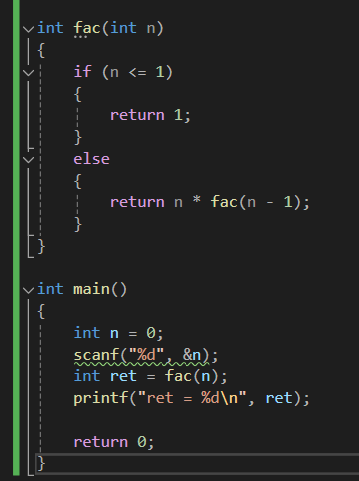 int fac(int n)
{
    if (n <= 1)
    {
        return 1;
    }
    else
    {
        return n * fac(n - 1);
    }
}

int main()
{
    int n = 0;
    scanf("%d", &n);
    int ret = fac(n);
    printf("ret = %d\n", ret);

    return 0;
}